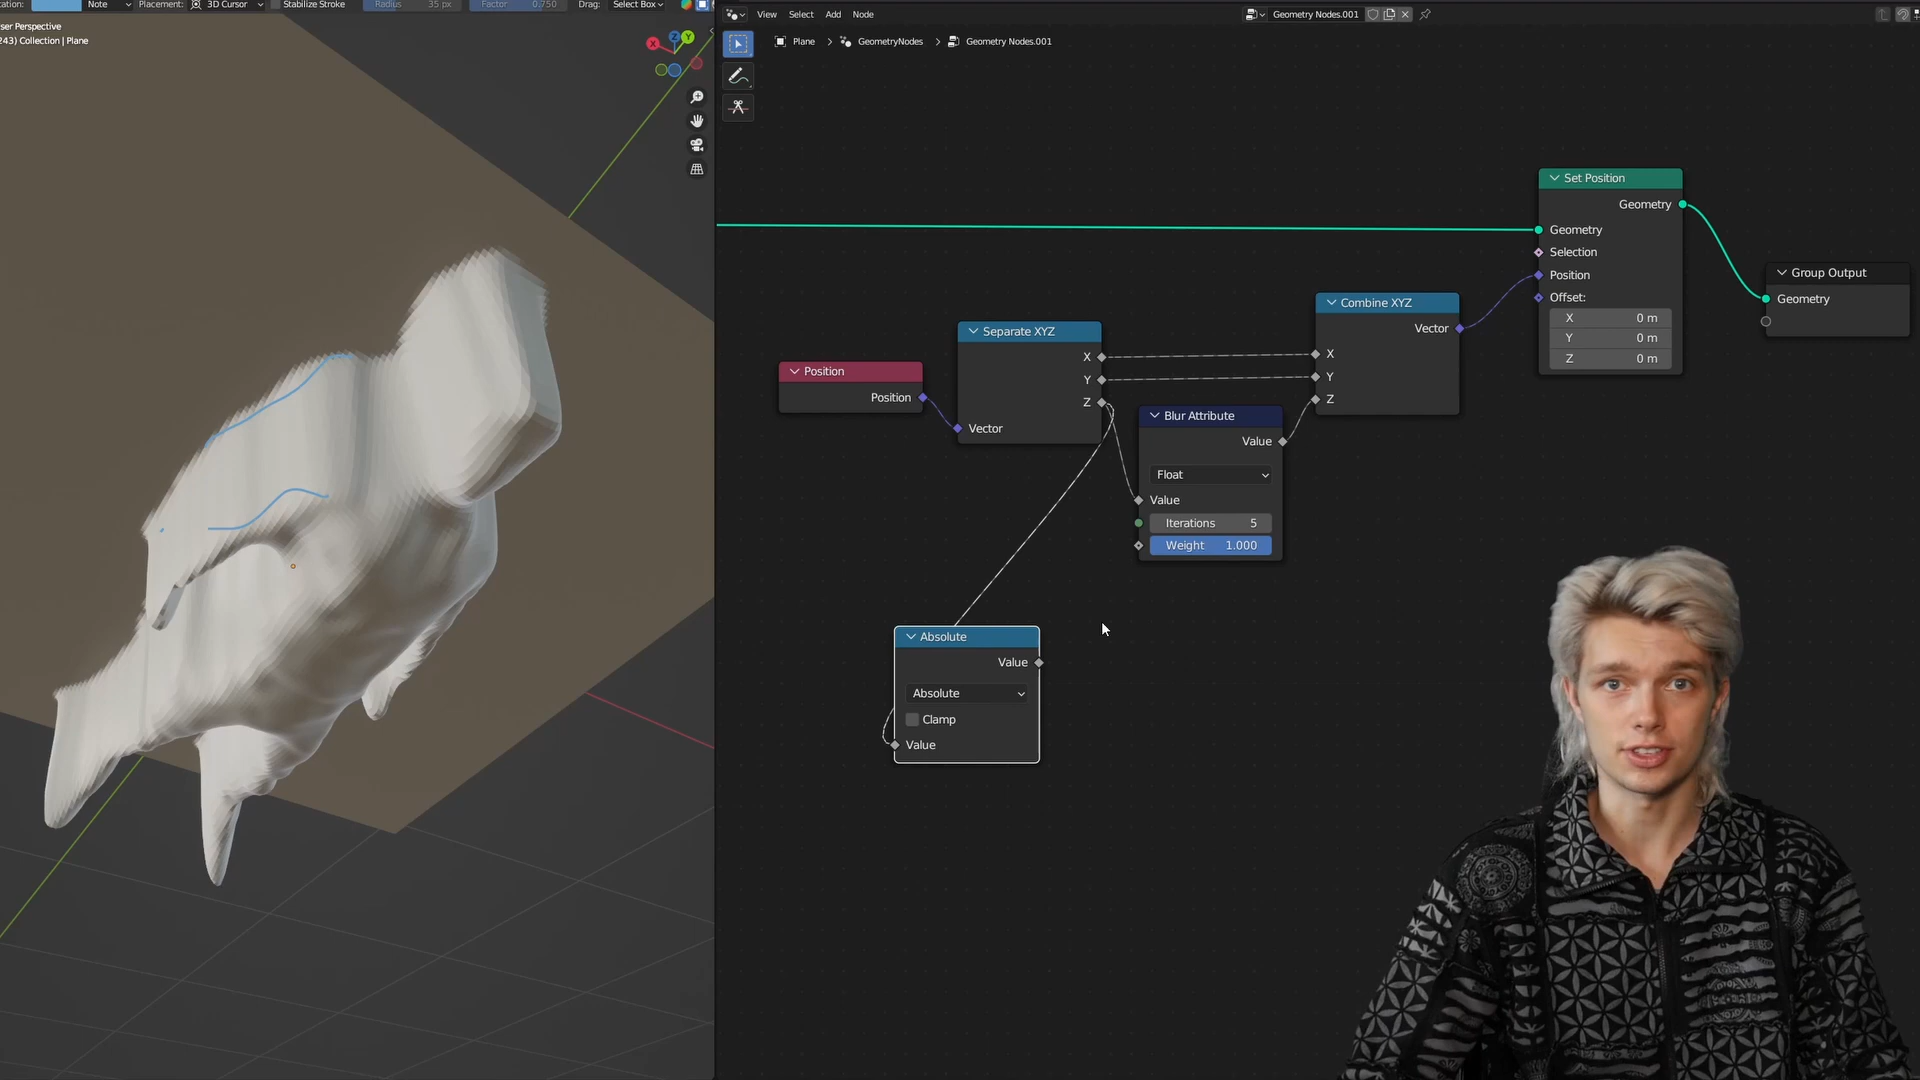 Note
Placement:
3D Cursor
Stabilize Stroke
Radius
35 px
Factor
0.750
Drag:
Select Box
View
Select
Add
Node
Geometry Nodes.001
Plane
GeometryNodes
Geometry Nodes.001
ser Perspective
243) Collection | Plane
X
Z
Y
Set Position
Geometry
Geometry
Selection
Position
Offset:
X 0 m
Y 0 m
Z 0 m
Group Output
Geometry
Combine XYZ
Vector
X
Y
Z
Separate XYZ
X
Y
Z
Vector
Position
Position
Blur Attribute
Value
Float
Value
Iterations 5
Weight 1.000
Absolute
Value
Absolute
Clamp
Value